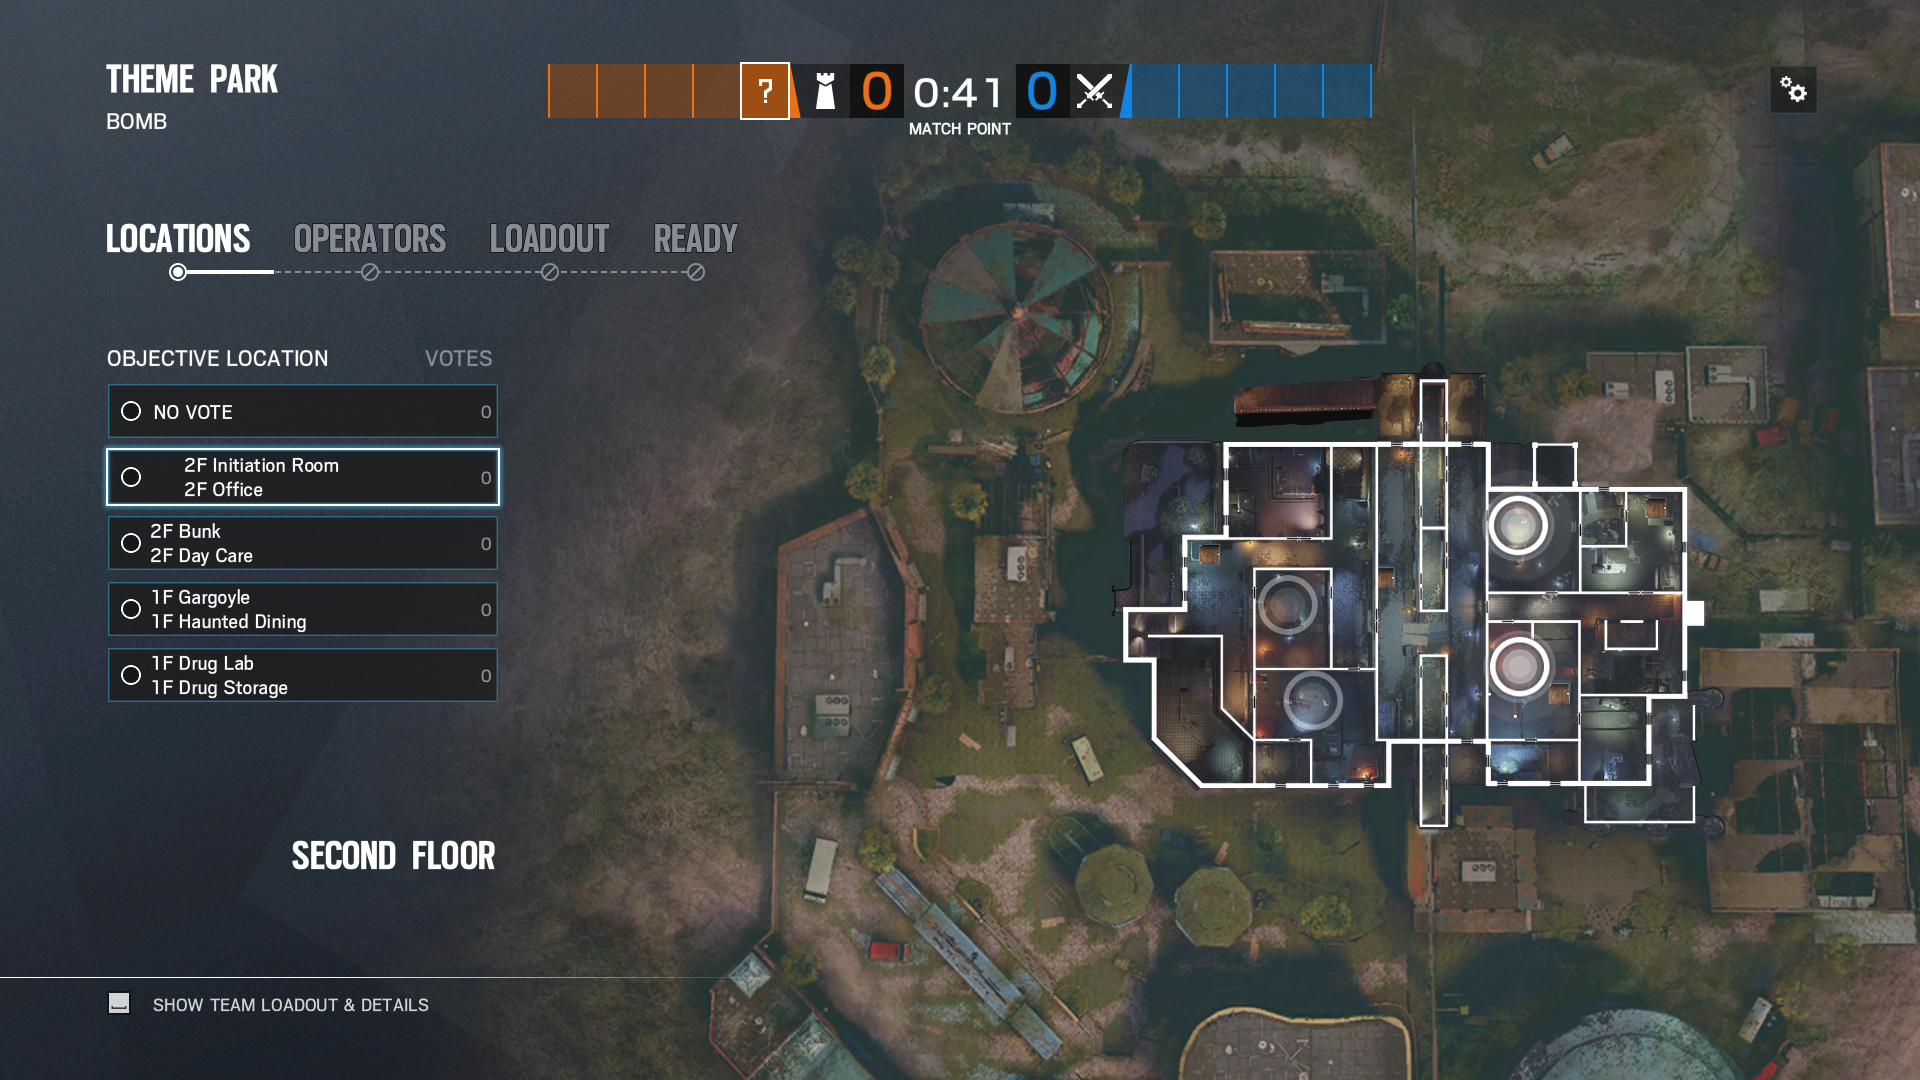 THEME PARK
BOMB
?
0
0:41
0
MATCH POINT
LOCATIONS
OPERATORS
LOADOUT
READY
OBJECTIVE LOCATION
VOTES
NO VOTE
0
2F Initiation Room
2F Office
0
2F Bunk
2F Day Care
0
1F Gargoyle
1F Haunted Dining
0
1F Drug Lab
1F Drug Storage
0
SECOND FLOOR
SHOW TEAM LOADOUT & DETAILS